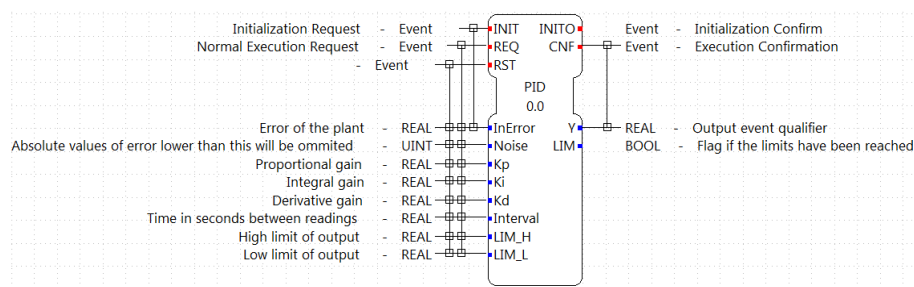 Initialization Request - Event INIT INITO Event - Initialization Confirm
Normal Execution Request - Event REQ CNF Event - Execution Confirmation
- Event RST
PID
0.0
Error of the plant - REAL InError Y REAL - Output event qualifier
Absolute values of error lower than this will be ommited - UINT Noise LIM BOOL - Flag if the limits have been reached
Proportional gain - REAL Kp
Integral gain - REAL Ki
Derivative gain - REAL Kd
Time in seconds between readings - REAL Interval
High limit of output - REAL LIM_H
Low limit of output - REAL LIM_L